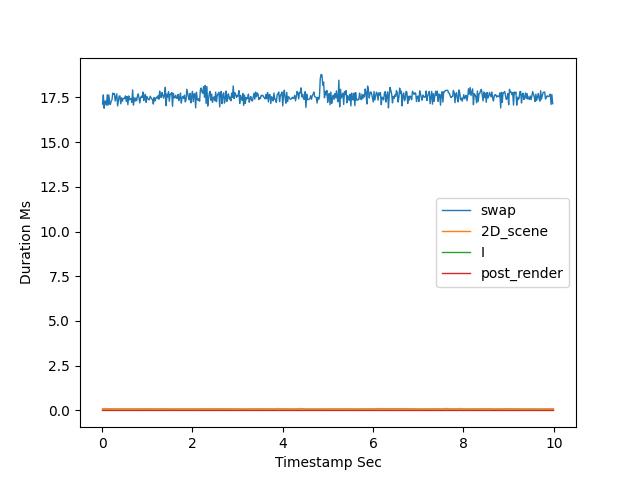 17.5
15.0
12.5
10.0
7.5
5.0
2.5
0.0
Duration Ms
swap
2D_scene
I
post_render
0 2 4 6 8 10
Timestamp Sec